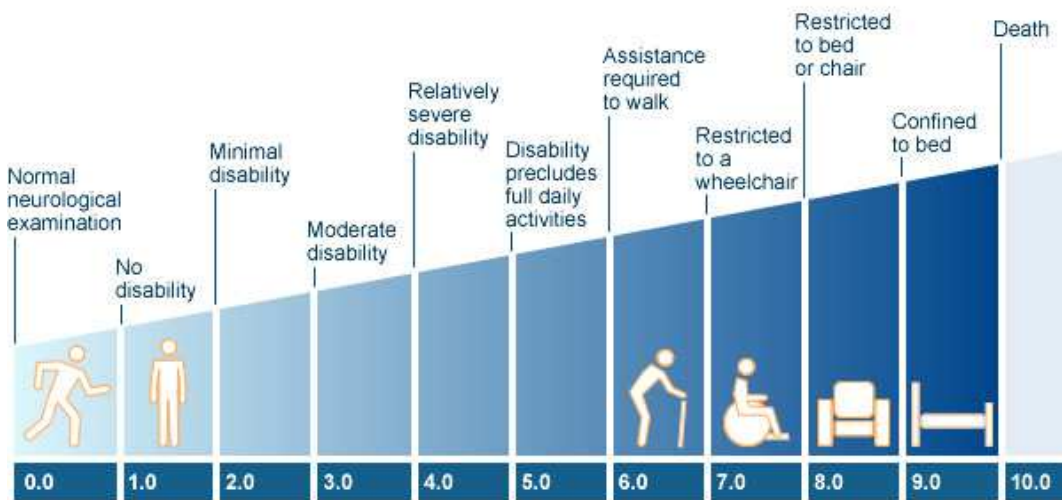 Normal
neurological
examination
No
disability
Minimal
disability
Moderate
disability
Relatively
severe
disability
Disability
precludes
full daily
activities
Assistance
required
to walk
Restricted
to a
wheelchair
Restricted
to bed
or chair
Confined
to bed
Death
0.0 1.0 2.0 3.0 4.0 5.0 6.0 7.0 8.0 9.0 10.0